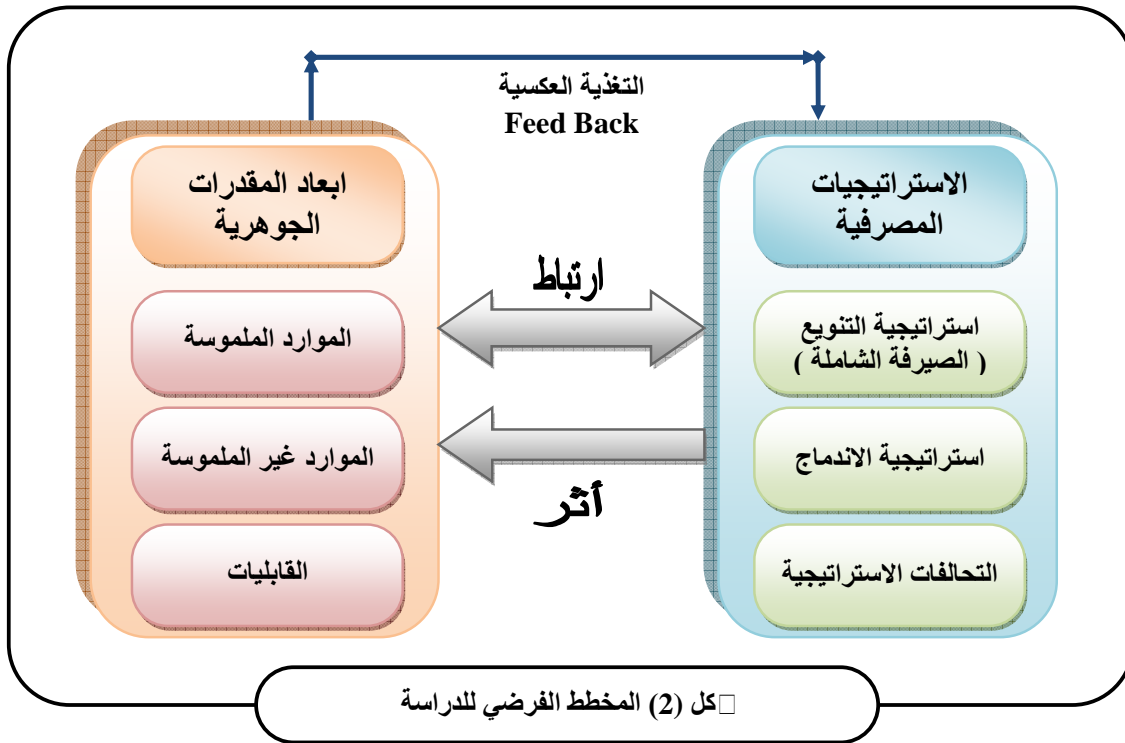 التغذية العكسية
Feed Back
الاستراتيجيات
المصرفية
استراتيجية التنويع
( الصيرفة الشاملة )
استراتيجية الاندماج
التحالفات الاستراتيجية
ارتباط
أثر
ابعاد المقدرات
الجوهرية
الموارد الملموسة
الموارد غير الملموسة
القابليات
□كل (2) المخطط الفرضي للدراسة